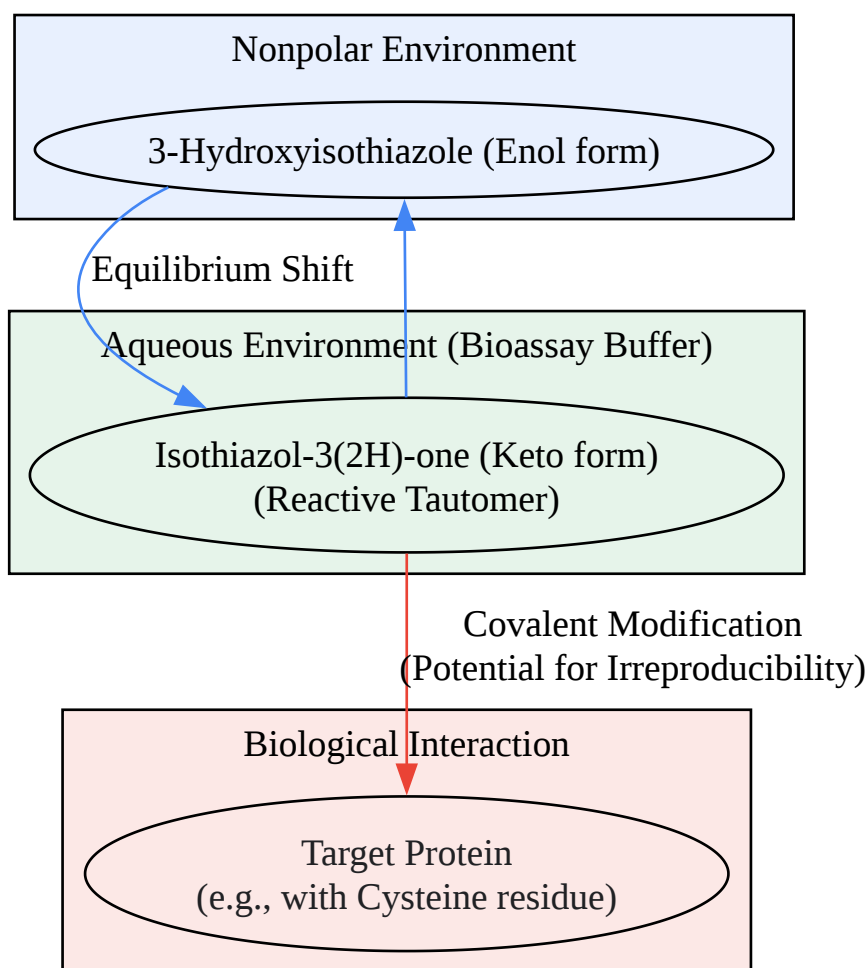 Nonpolar Environment
3-Hydroxyisothiazole (Enol form)
Equilibrium Shift
Aqueous Environment (Bioassay Buffer)
Isothiazol-3(2H)-one (Keto form)
(Reactive Tautomer)
Covalent Modification
(Potential for Irreproducibility)
Biological Interaction
Target Protein
(e.g., with Cysteine residue)